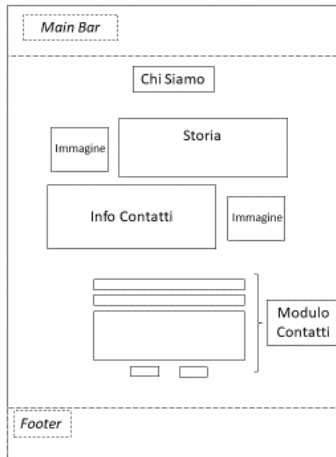 Main Bar
Chi Siamo
Storia
Immagine
Info Contatti
Immagine
Modulo
Contatti
Footer